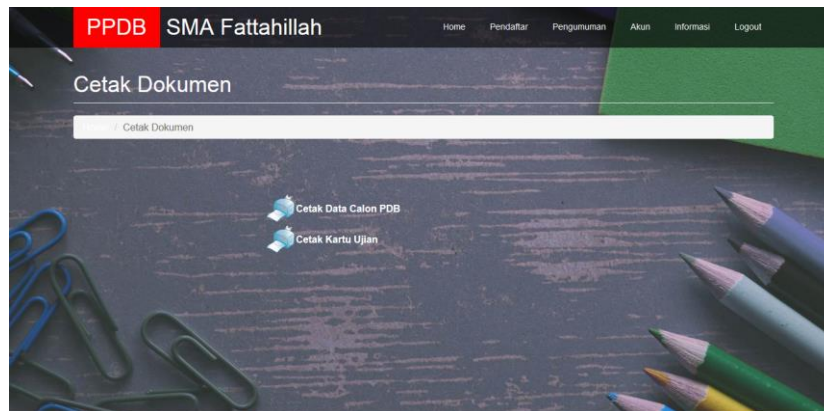 PPDB SMA Fattahillah Home Pendaftar Pengumuman Akun Informasi Logout
Cetak Dokumen
/ Cetak Dokumen
Cetak Data Calon PDB
Cetak Kartu Ujian